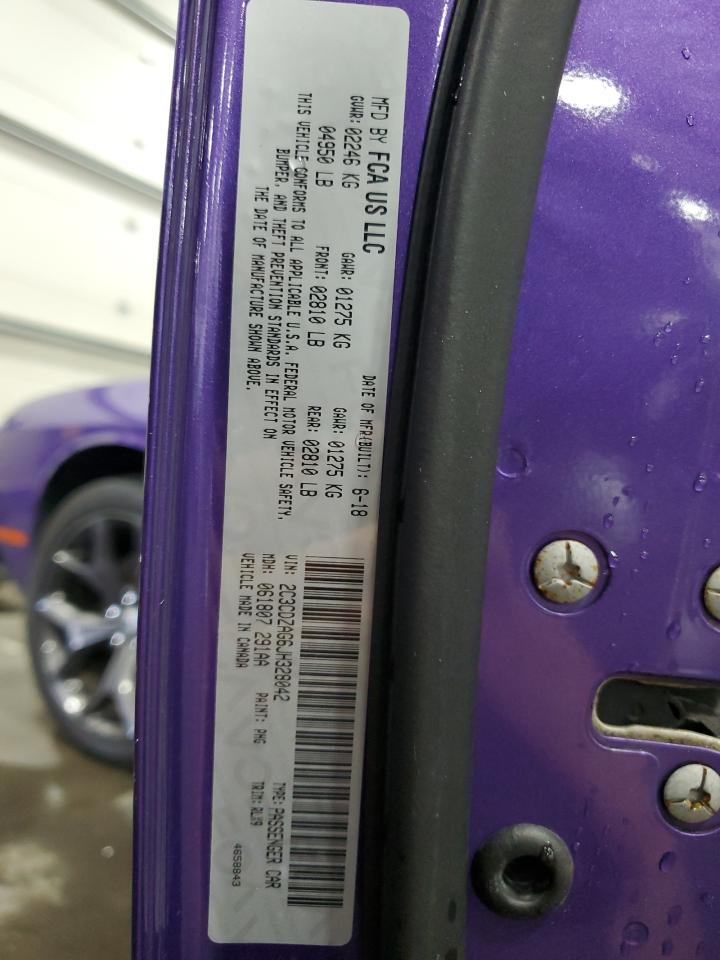 MFD BY FCA US LLC
DATE OF MFR(BUILT): 6-18
GVWR: 02246 KG
GAWR: 01275 KG
GAWR: 01275 KG
04950 LB
FRONT: 02810 LB
REAR: 02810 LB
THIS VEHICLE CONFORMS TO ALL APPLICABLE U.S.A. FEDERAL MOTOR VEHICLE SAFETY,
BUMPER, AND THEFT PREVENTION STANDARDS IN EFFECT ON
THE DATE OF MANUFACTURE SHOWN ABOVE.
VIN: 2C3CDZAG6JH328042
TYPE: PASSENGER CAR
MDH: 061807 291AA
PAINT: PHG
TRIM: RLX9
VEHICLE MADE IN CANADA
4658843